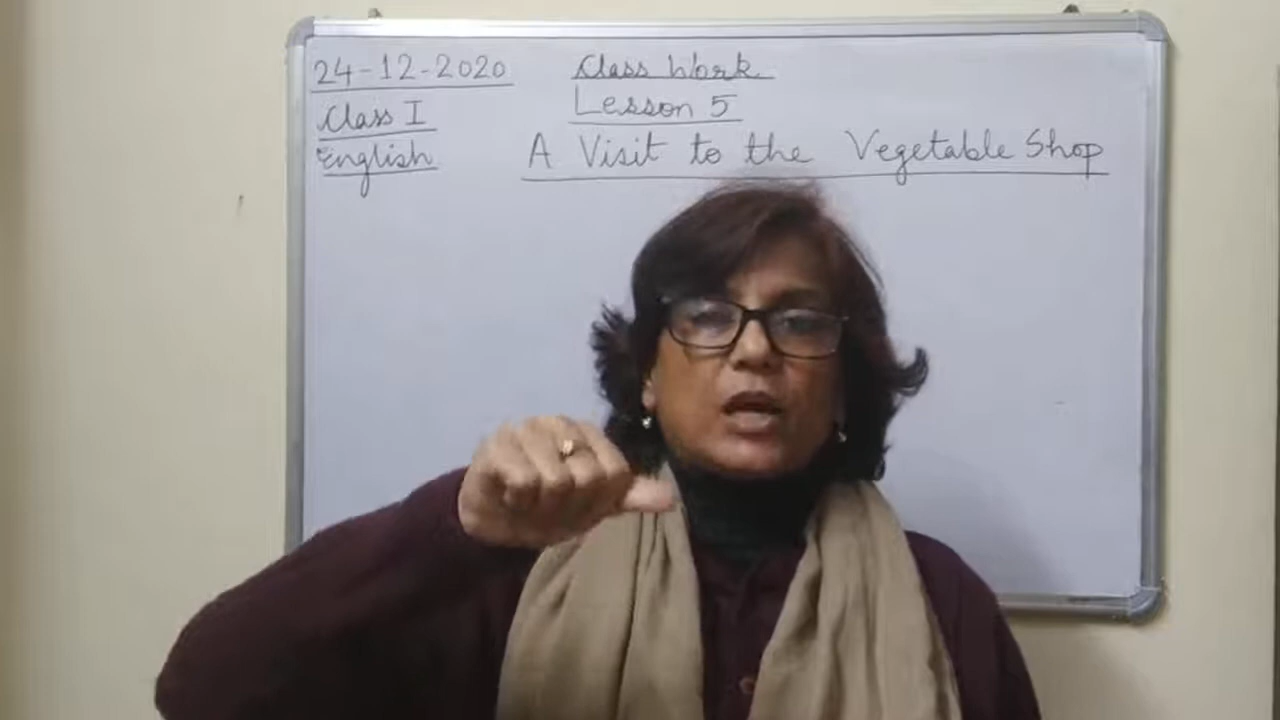 24-12-2020
Class Work
Class I
Lesson 5
English
A Visit to the Vegetable Shop